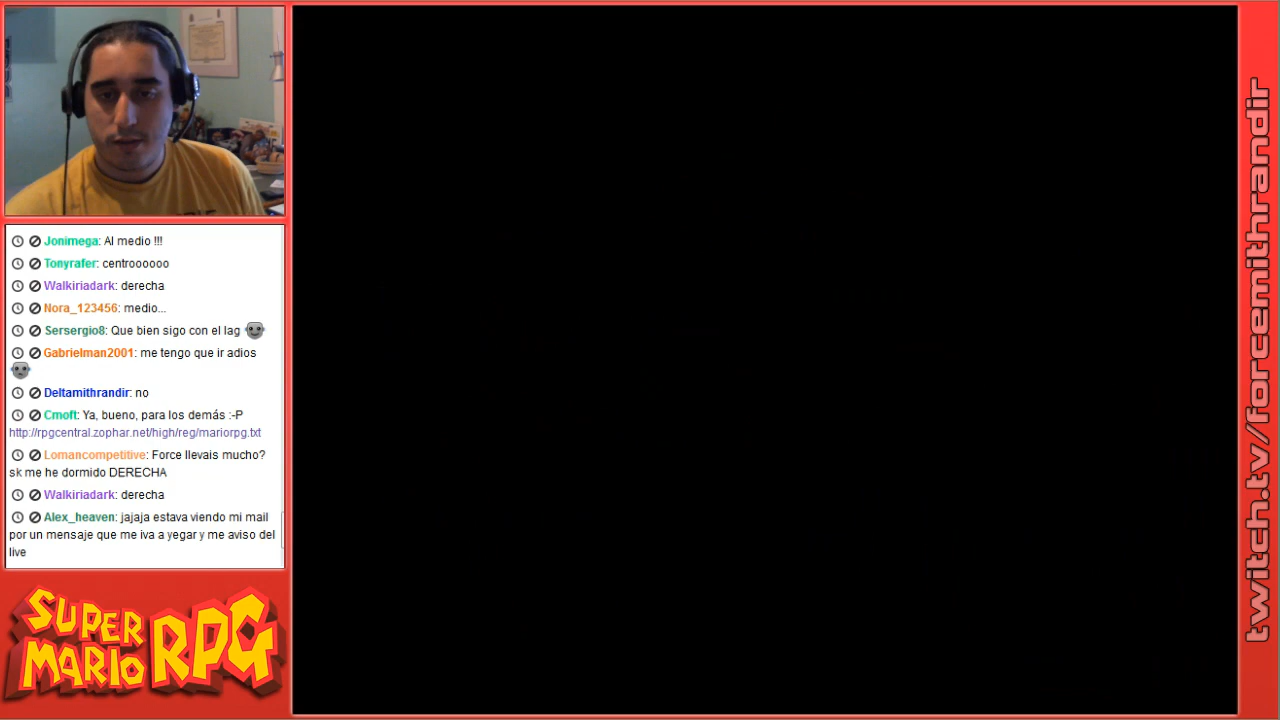 Jonimega: Al medio !!!
Tonyrafer: centroooooo
Walkiriadark: derecha
Nora_123456: medio...
Sersergio8: Que bien sigo con el lag
Gabrielman2001: me tengo que ir adios
Deltamithrandir: no
Cmoft: Ya, bueno, para los demás :-P
http://rpgcentral.zophar.net/high/reg/mariorpg.txt
Lomancompetitive: Force llevais mucho?
sk me he dormido DERECHA
Walkiriadark: derecha
Alex_heaven: jajaja estava viendo mi mail
por un mensaje que me iva a yegar y me aviso del
live
SUPER
MARIO RPG
twitch.tv/forcemithrandir